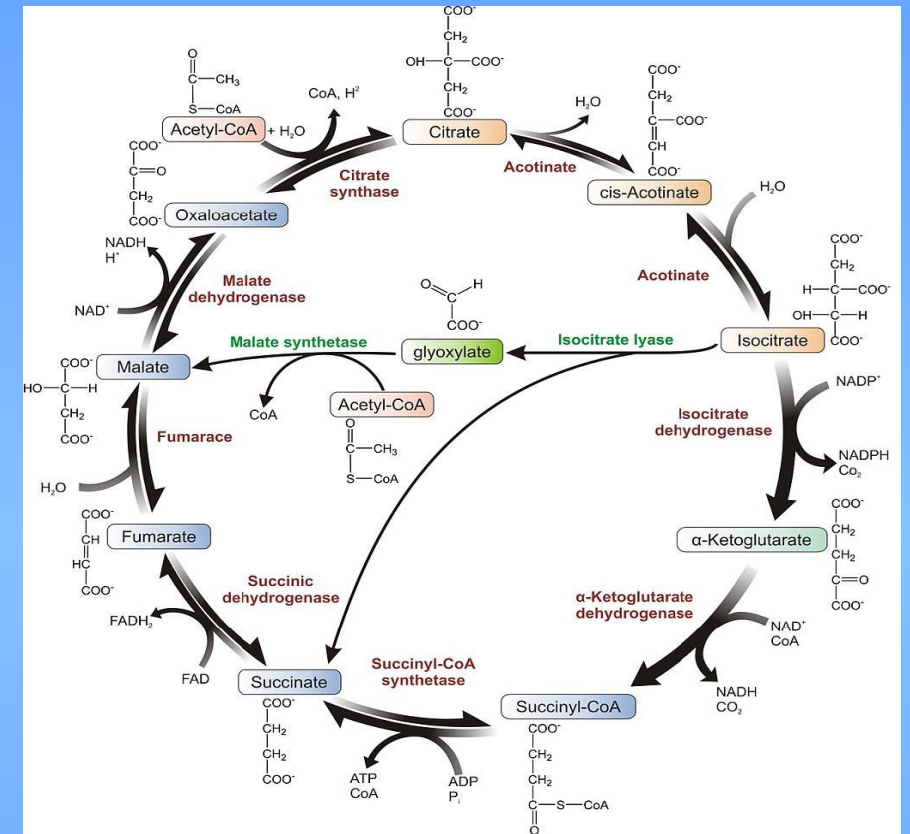 COO⁻
CH₂
OH—C—COO⁻
CH₂
COO⁻
Citrate
O
C—CH₃
S—CoA
Acetyl-CoA + H₂O
CoA, H²
Citrate
synthase
H₂O
Acotinate
COO⁻
CH₂
C—COO⁻
CH
COO⁻
cis-Acotinate
H₂O
Acotinate
COO⁻
C=O
CH₂
COO⁻
Oxaloacetate
NADH
H⁺
NAD⁺
Malate
dehydrogenase
COO⁻
CH₂
H—C—COO⁻
OH—C—H
COO⁻
Isocitrate
O
C
H
COO⁻
glyoxylate
Isocitrate lyase
Malate synthetase
CoA
Acetyl-CoA
O
C—CH₃
S—CoA
COO⁻
HO—C—H
CH₂
COO⁻
Malate
Fumarace
H₂O
NADP⁺
Isocitrate
dehydrogenase
NADPH
Co₂
COO⁻
CH₂
CH₂
C=O
COO⁻
α-Ketoglutarate
COO⁻
CH
HC
COO⁻
Fumarate
Succinic
dehydrogenase
FADH₂
FAD
α-Ketoglutarate
dehydrogenase
NAD⁺
CoA
NADH
CO₂
Succinate
COO⁻
CH₂
CH₂
COO⁻
Succinyl-CoA
synthetase
ATP
CoA
ADP
Pᵢ
Succinyl-CoA
COO⁻
CH₂
CH₂
C—S—CoA
O